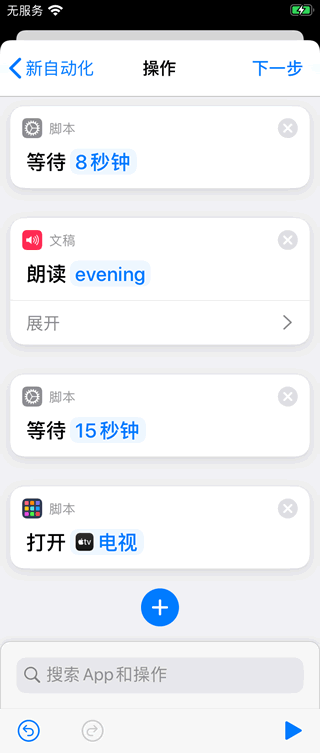 无服务
新自动化 操作 下一步
脚本
等待 8秒钟
文稿
朗读 evening
展开
脚本
等待 15秒钟
脚本
打开 tv 电视
搜索 App和操作